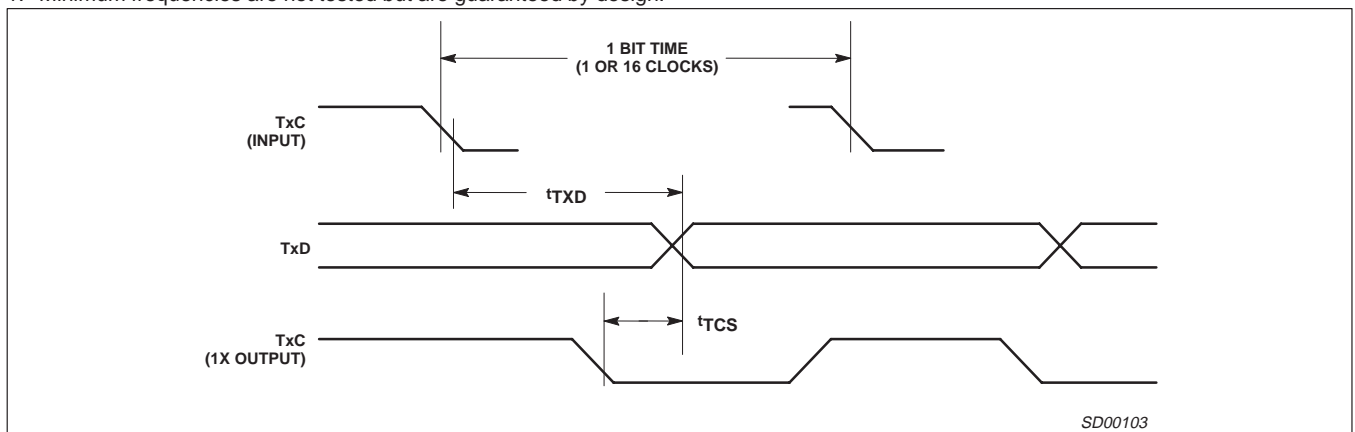 1. Minimum frequencies are not tested but are guaranteed by design.
1 BIT TIME
(1 OR 16 CLOCKS)
TxC
(INPUT)
tTXD
TxD
tTCS
TxC
(1X OUTPUT)
SD00103